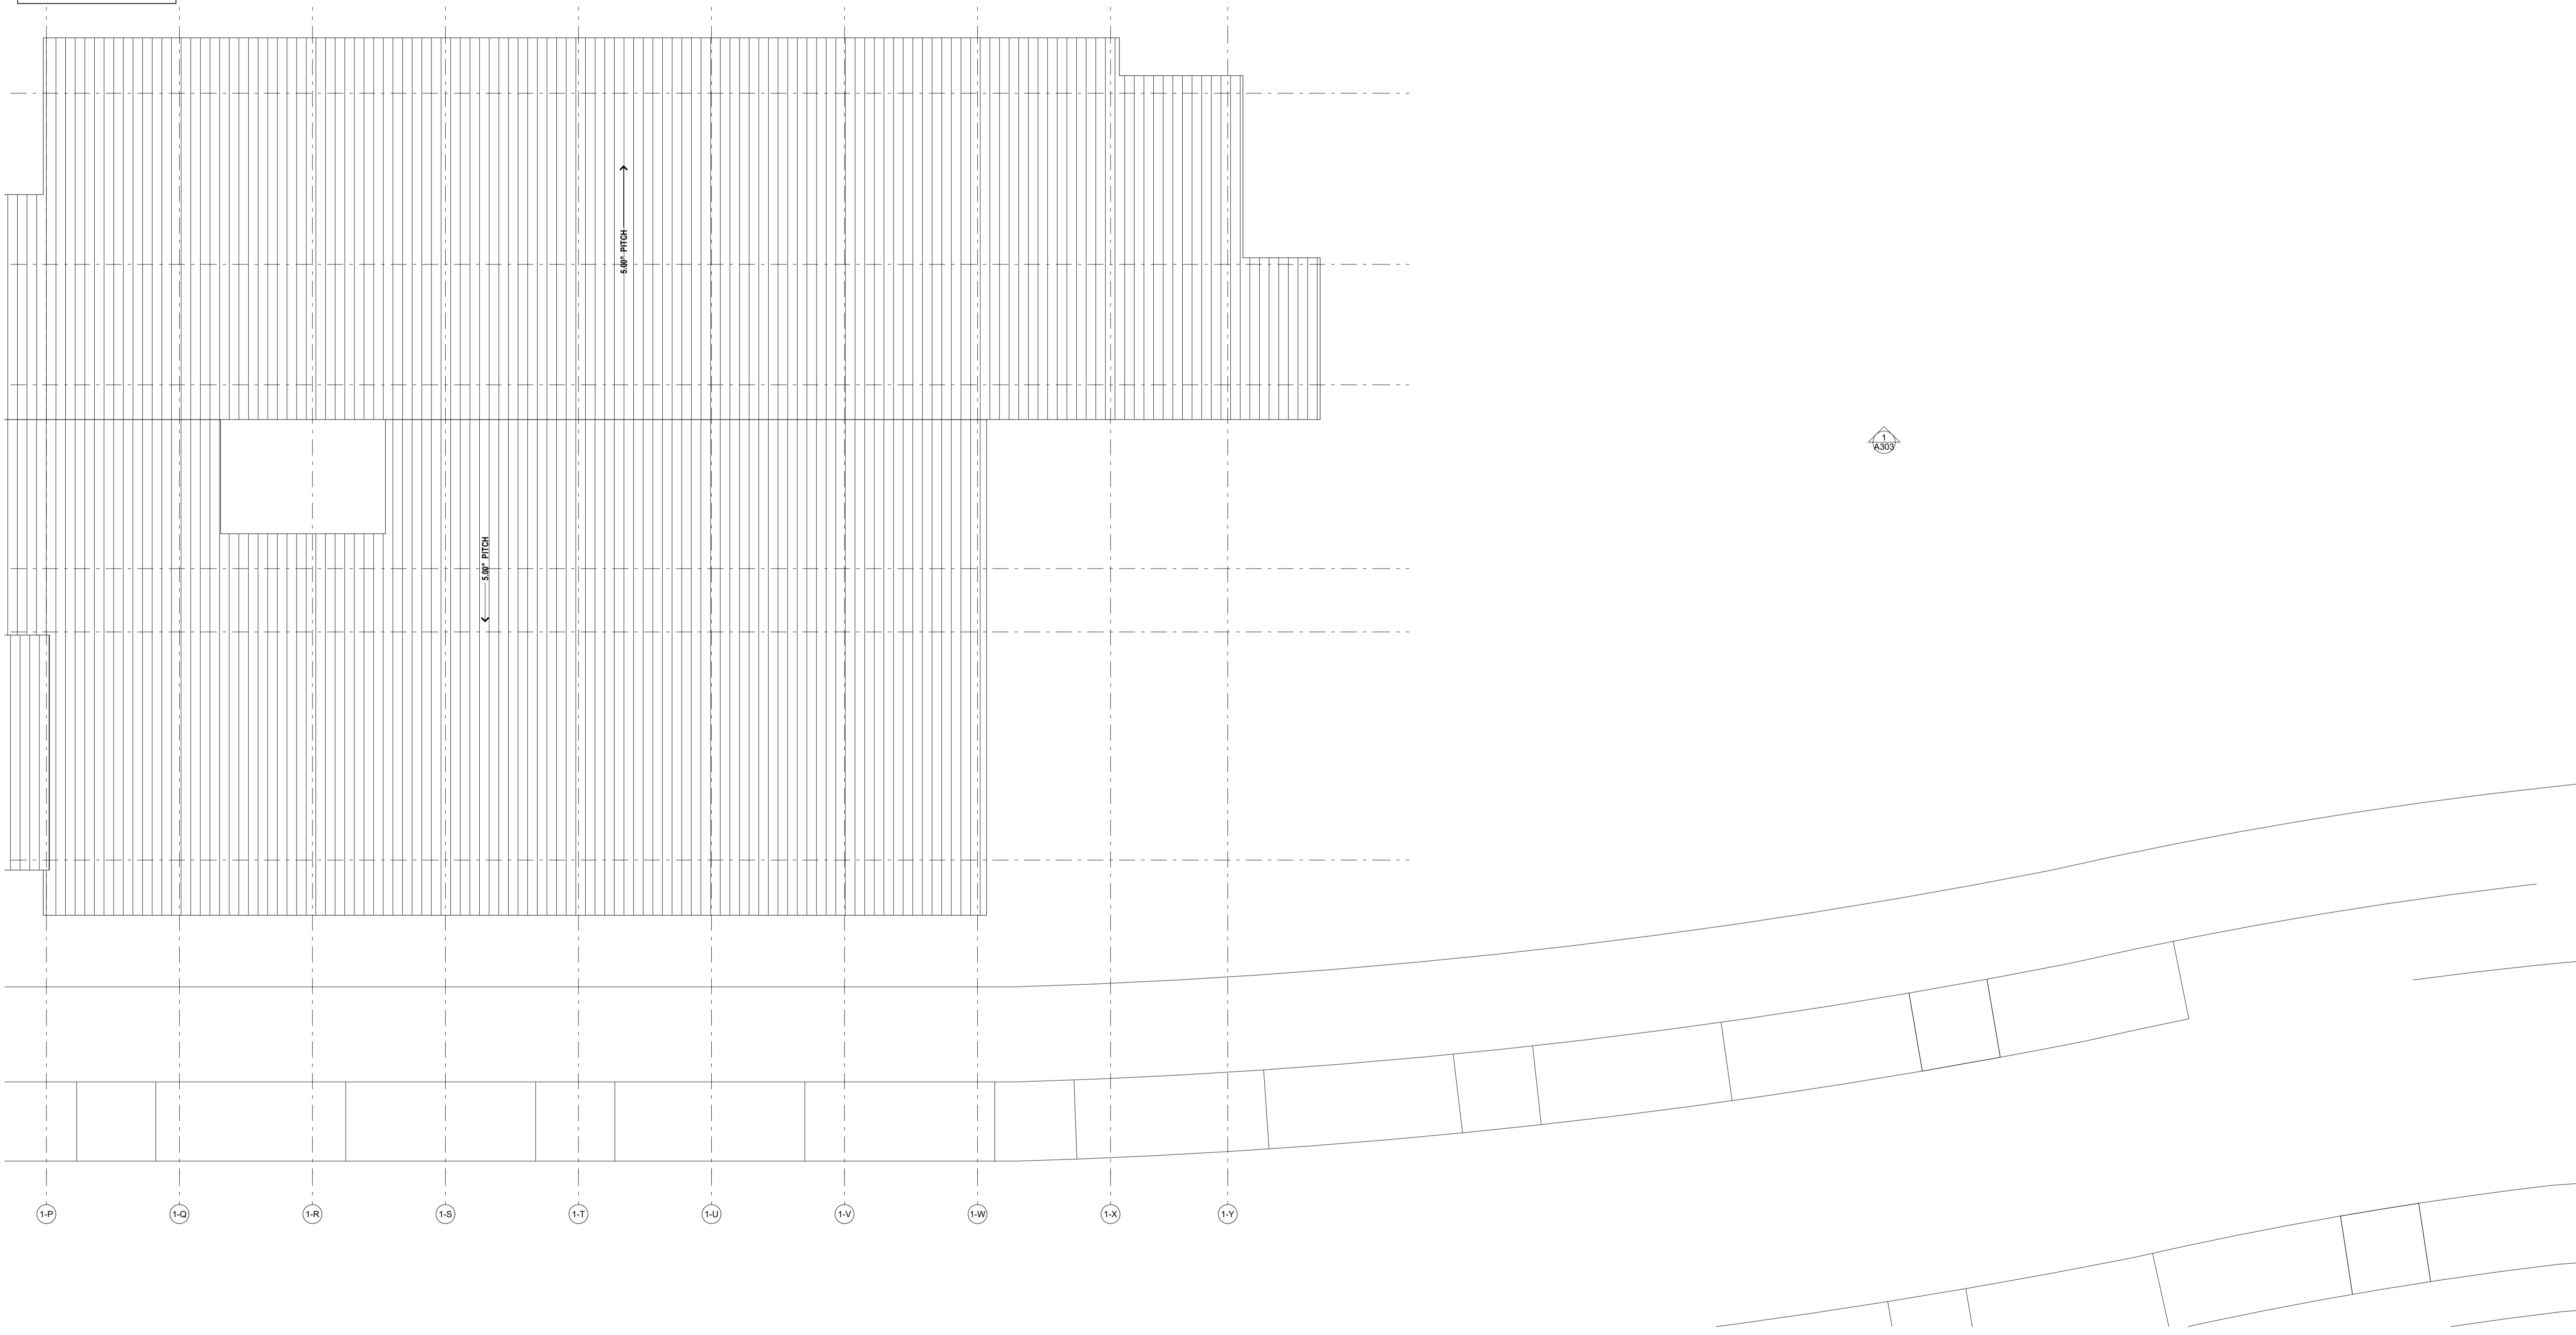 5.00° PITCH
1
A303
5.00° PITCH
1-P
1-Q
1-R
1-S
1-T
1-U
1-V
1-W
1-X
1-Y